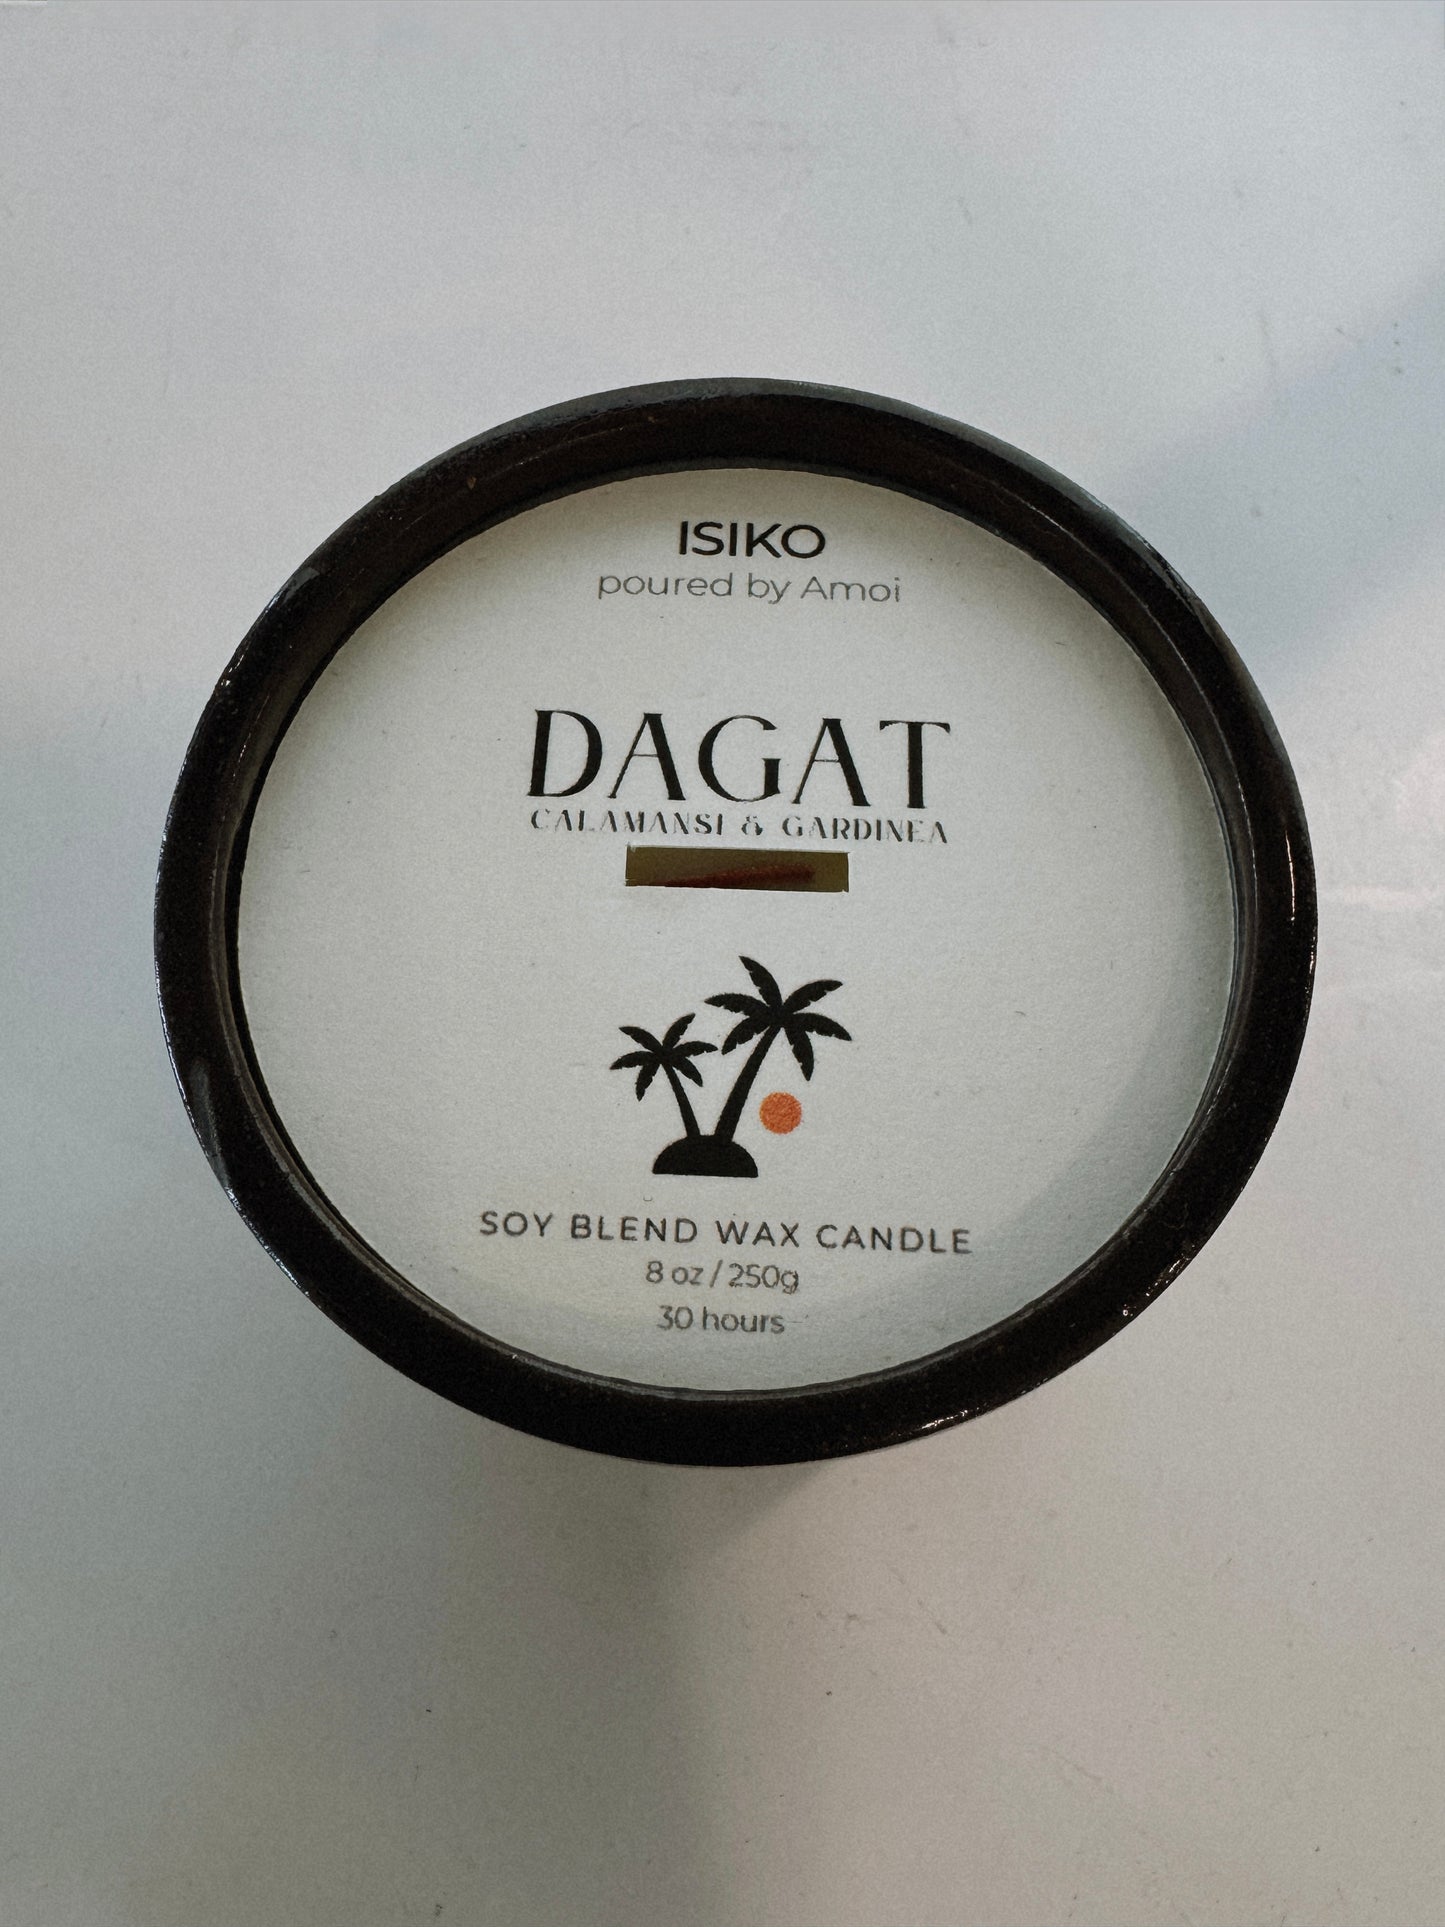 ISIKO
poured by Amoi
DAGAT
CALAMANSI & GARDINEA
SOY BLEND WAX CANDLE
8 oz / 250g
30 hours